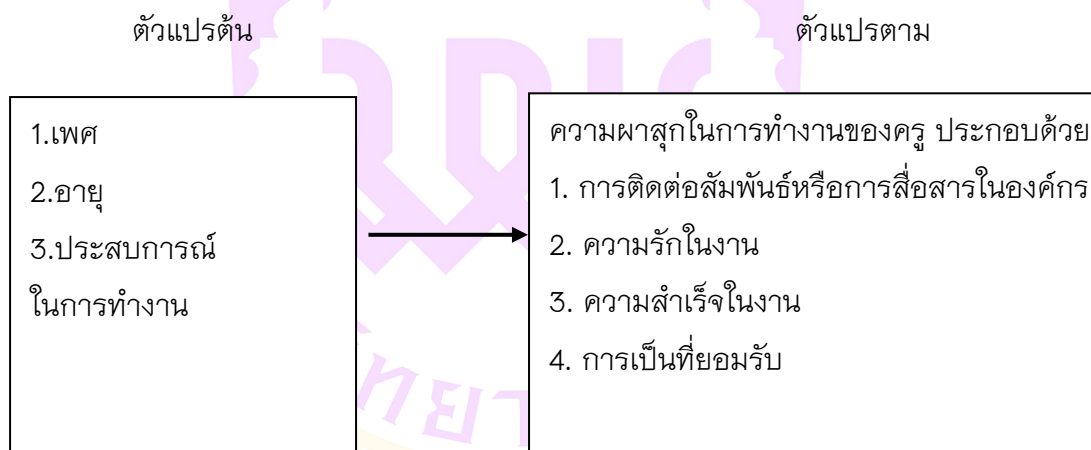 ตัวแปรต้น
ตัวแปรตาม
1.เพศ
2.อายุ
3.ประสบการณ์
ในการทำงาน
ความผาสุกในการทำงานของครู ประกอบด้วย
1. การติดต่อสัมพันธ์หรือการสื่อสารในองค์กร
2. ความรักในงาน
3. ความสำเร็จในงาน
4. การเป็นที่ยอมรับ